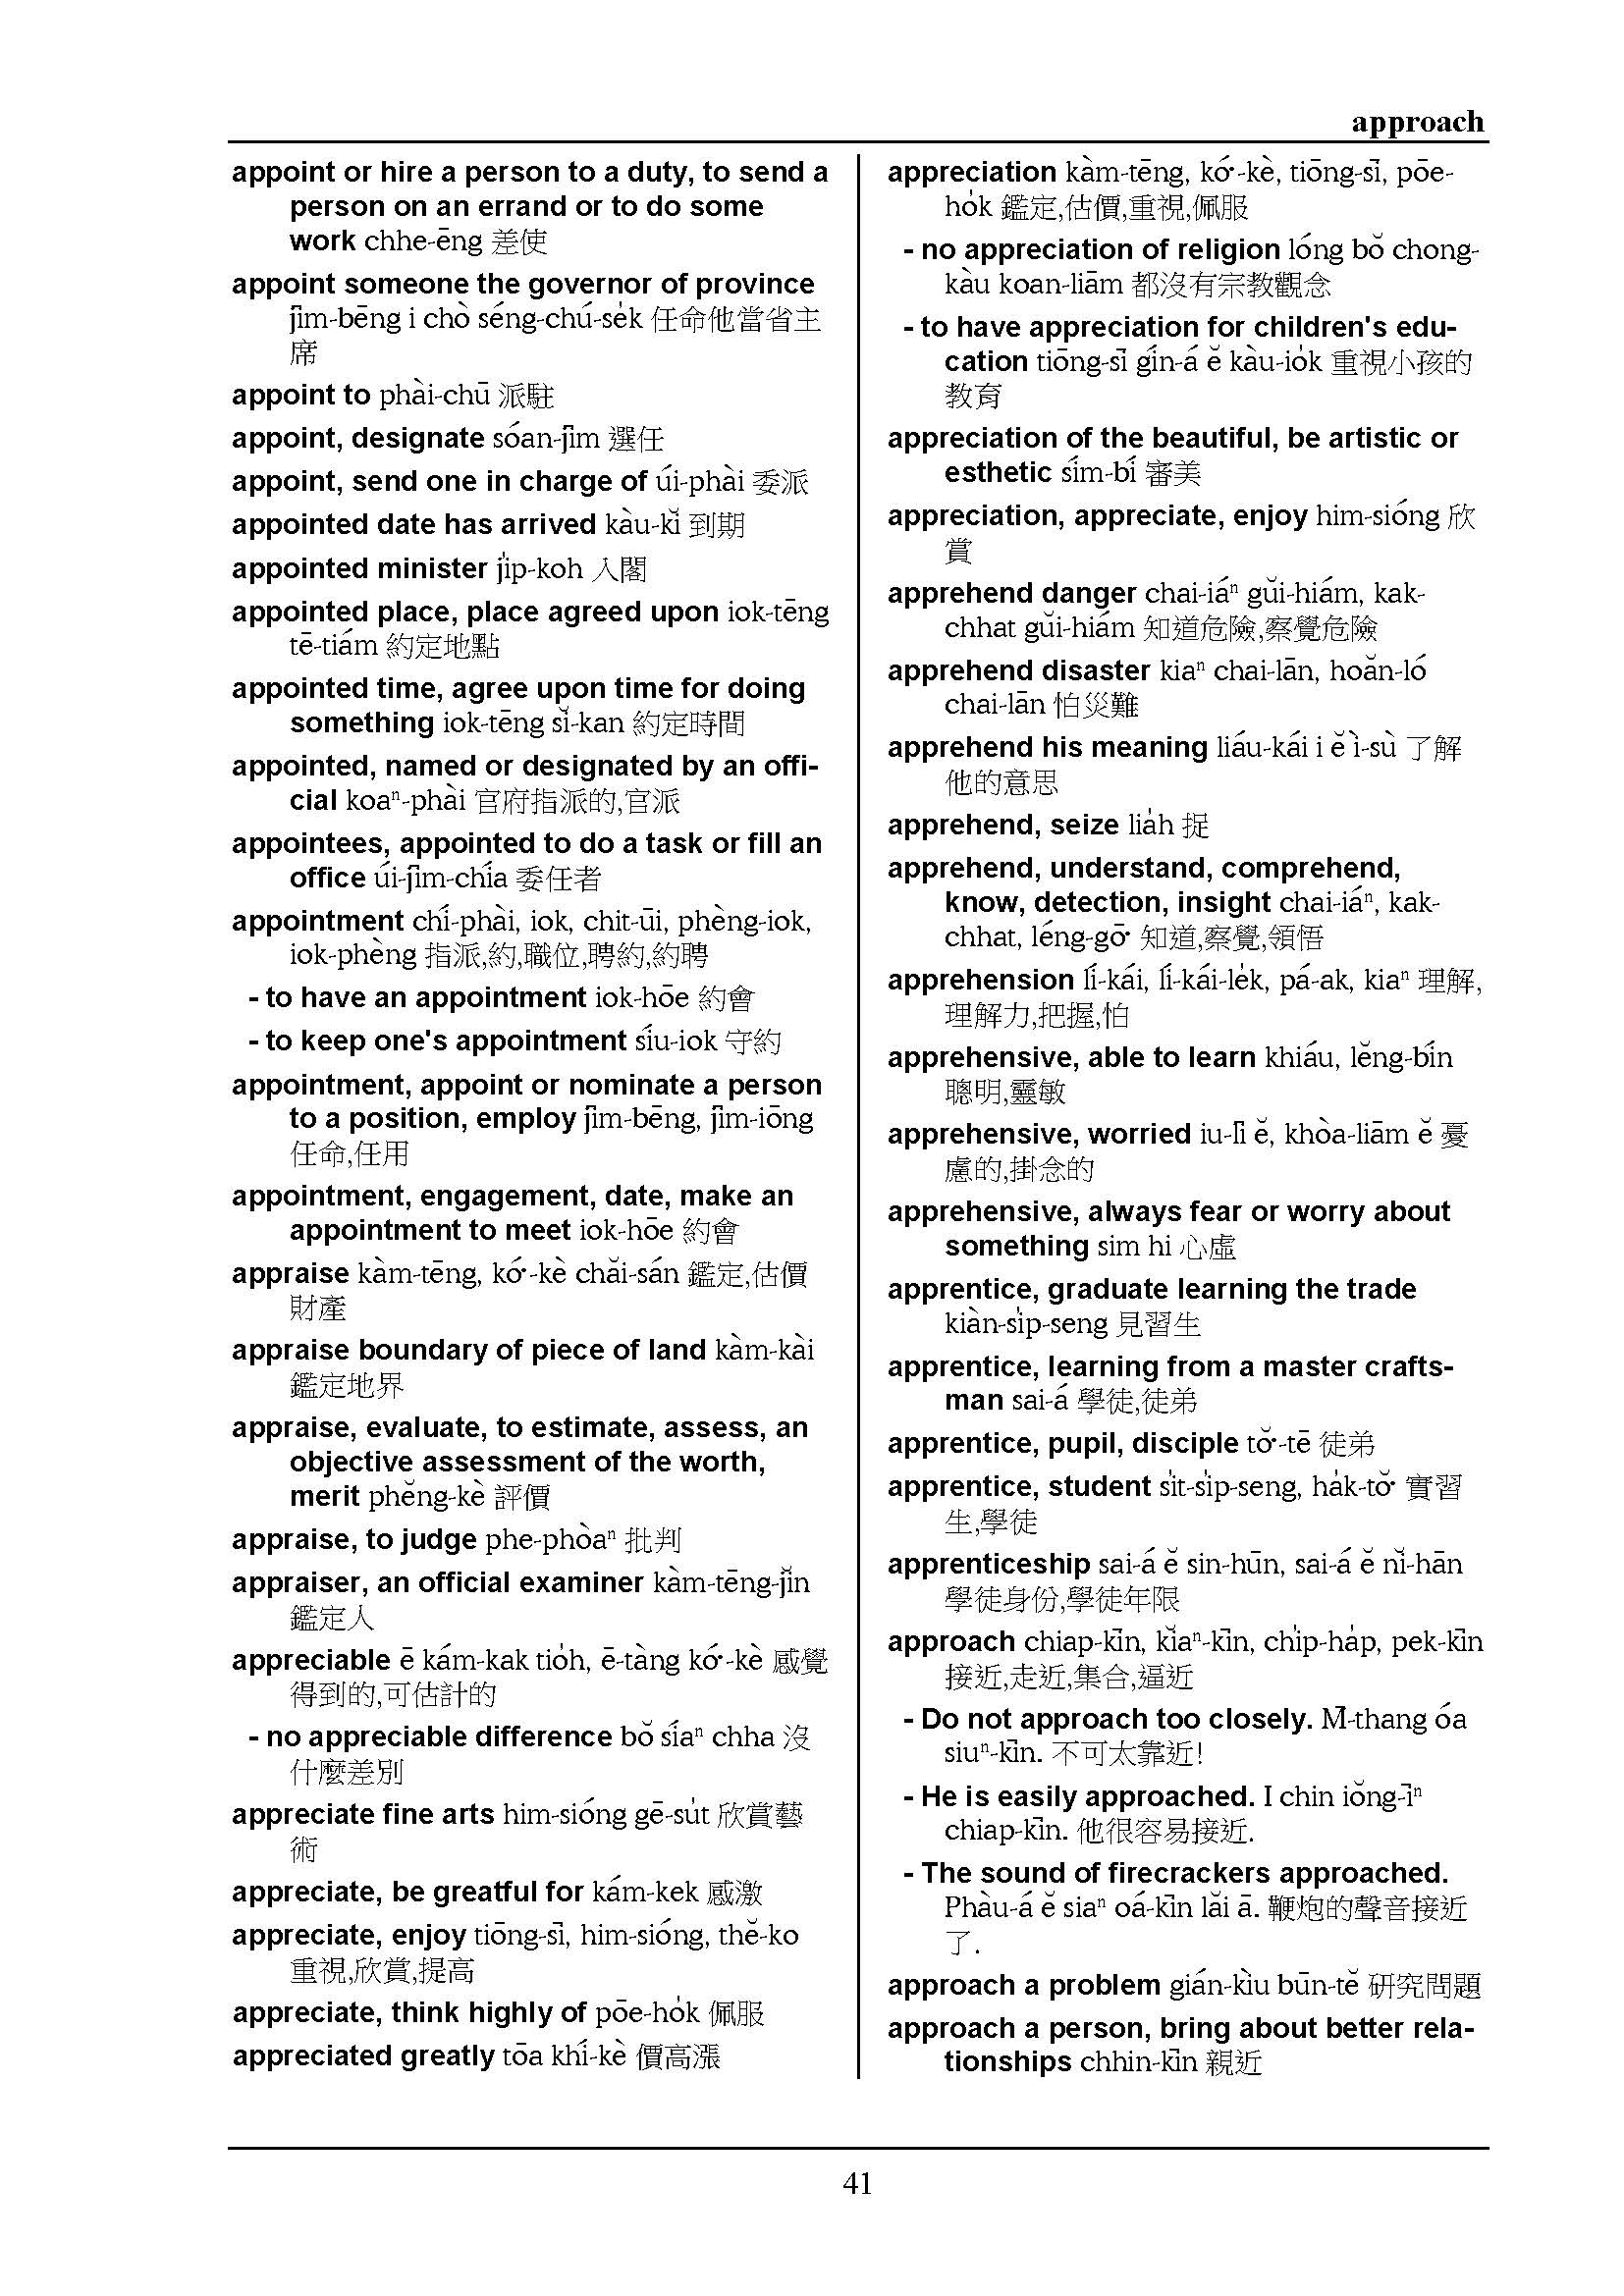 approach
appoint or hire a person to a duty, to send a
person on an errand or to do some
work chhe-ēng 差使
appoint someone the governor of province
jīm-bēng i chò séng-chú-se̍k 任命他當省主
席
appoint to phài-chū 派駐
appoint, designate sóan-jīm 選任
appoint, send one in charge of úi-phài 委派
appointed date has arrived kàu-kĭ 到期
appointed minister ji̍p-koh 入閣
appointed place, place agreed upon iok-tēng
tē-tiám 約定地點
appointed time, agree upon time for doing
something iok-tēng sĭ-kan 約定時間
appointed, named or designated by an offi-
cial koaⁿ-phài 官府指派的,官派
appointees, appointed to do a task or fill an
office úi-jīm-chía 委任者
appointment chí-phài, iok, chit-ūi, phèng-iok,
iok-phèng 指派,約,職位,聘約,約聘
- to have an appointment iok-hōe 約會
- to keep one's appointment síu-iok 守約
appointment, appoint or nominate a person
to a position, employ jīm-bēng, jīm-iōng
任命,任用
appointment, engagement, date, make an
appointment to meet iok-hōe 約會
appraise kàm-tēng, kó͘-kè chăi-sán 鑑定,估價
財產
appraise boundary of piece of land kàm-kài
鑑定地界
appraise, evaluate, to estimate, assess, an
objective assessment of the worth,
merit phĕng-kè 評價
appraise, to judge phe-phòaⁿ 批判
appraiser, an official examiner kàm-tēng-jĭn
鑑定人
appreciable ē kám-kak tio̍h, ē-tàng kó͘-kè 感覺
得到的,可估計的
- no appreciable difference bŏ síaⁿ chha 沒
什麼差別
appreciate fine arts him-sióng gē-su̍t 欣賞藝
術
appreciate, be greatful for kám-kek 感激
appreciate, enjoy tiōng-sī, him-sióng, thĕ-ko
重視,欣賞,提高
appreciate, think highly of pōe-ho̍k 佩服
appreciated greatly tōa khí-kè 價高漲
appreciation kàm-tēng, kó͘-kè, tiōng-sī, pōe-
ho̍k 鑑定,估價,重視,佩服
- no appreciation of religion lóng bŏ chong-
kàu koan-liām 都沒有宗教觀念
- to have appreciation for children's edu-
cation tiōng-sī gín-á ĕ kàu-io̍k 重視小孩的
教育
appreciation of the beautiful, be artistic or
esthetic sím-bí 審美
appreciation, appreciate, enjoy him-sióng 欣
賞
apprehend danger chai-iáⁿ gŭi-hiám, kak-
chhat gŭi-hiám 知道危險,察覺危險
apprehend disaster kiaⁿ chai-lān, hoăn-ló
chai-lān 怕災難
apprehend his meaning liáu-kái i ĕ ì-sù 了解
他的意思
apprehend, seize lia̍h 捉
apprehend, understand, comprehend,
know, detection, insight chai-iáⁿ, kak-
chhat, léng-gō͘ 知道,察覺,領悟
apprehension lí-kái, lí-kái-le̍k, pá-ak, kiaⁿ 理解,
理解力,把握,怕
apprehensive, able to learn khiáu, lĕng-bín
聰明,靈敏
apprehensive, worried iu-lī ĕ, khòa-liām ĕ 憂
慮的,掛念的
apprehensive, always fear or worry about
something sim hi 心虛
apprentice, graduate learning the trade
kiàn-si̍p-seng 見習生
apprentice, learning from a master crafts-
man sai-á 學徒,徒弟
apprentice, pupil, disciple tŏ͘-tē 徒弟
apprentice, student si̍t-si̍p-seng, ha̍k-tŏ͘ 實習
生,學徒
apprenticeship sai-á ĕ sin-hūn, sai-á ĕ nĭ-hān
學徒身份,學徒年限
approach chiap-kīn, kĭaⁿ-kīn, chi̍p-ha̍p, pek-kīn
接近,走近,集合,逼近
- Do not approach too closely. M̄-thang óa
siuⁿ-kīn. 不可太靠近!
- He is easily approached. I chin iŏng-īⁿ
chiap-kīn. 他很容易接近.
- The sound of firecrackers approached.
Phàu-á ĕ siaⁿ oá-kīn lăi ā. 鞭炮的聲音接近
了.
approach a problem gián-kìu būn-tĕ 研究問題
approach a person, bring about better rela-
tionships chhin-kīn 親近
41